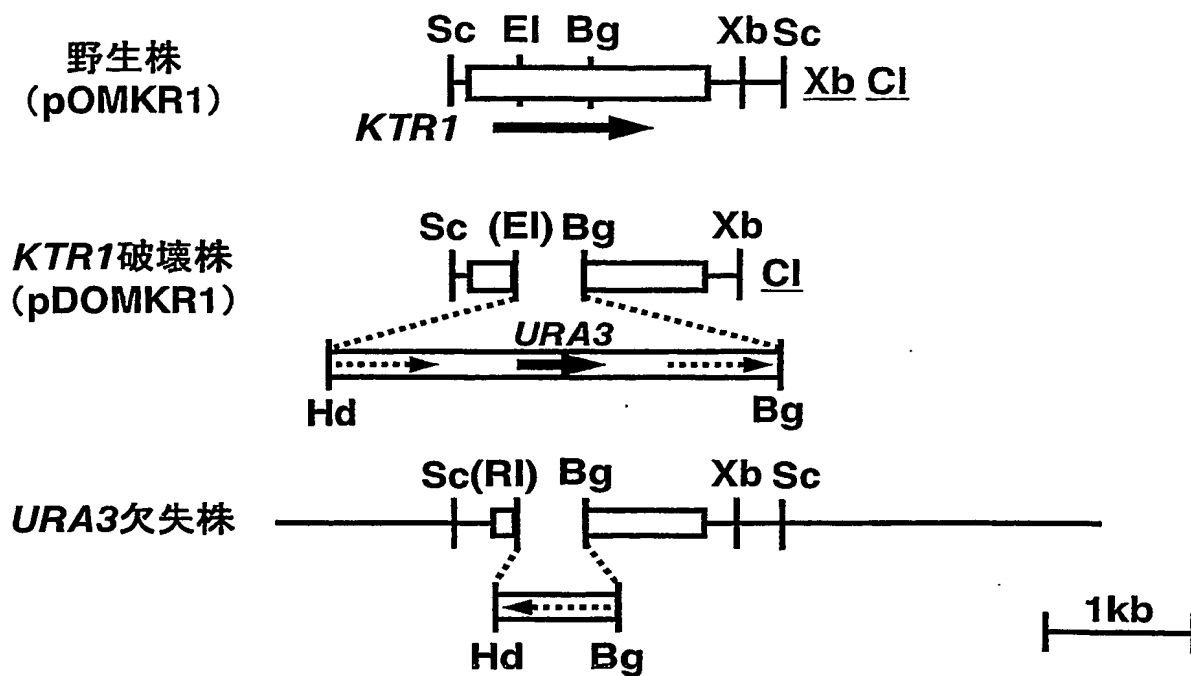 Sc EI Bg Xb Sc
野生株
(pOMKR1)
Xb Cl
KTR1
Sc (EI) Bg Xb
KTR1破壊株
(pDOMKR1)
Cl
URA3
Hd Bg
Sc(RI) Bg Xb Sc
URA3欠失株
1kb
Hd Bg